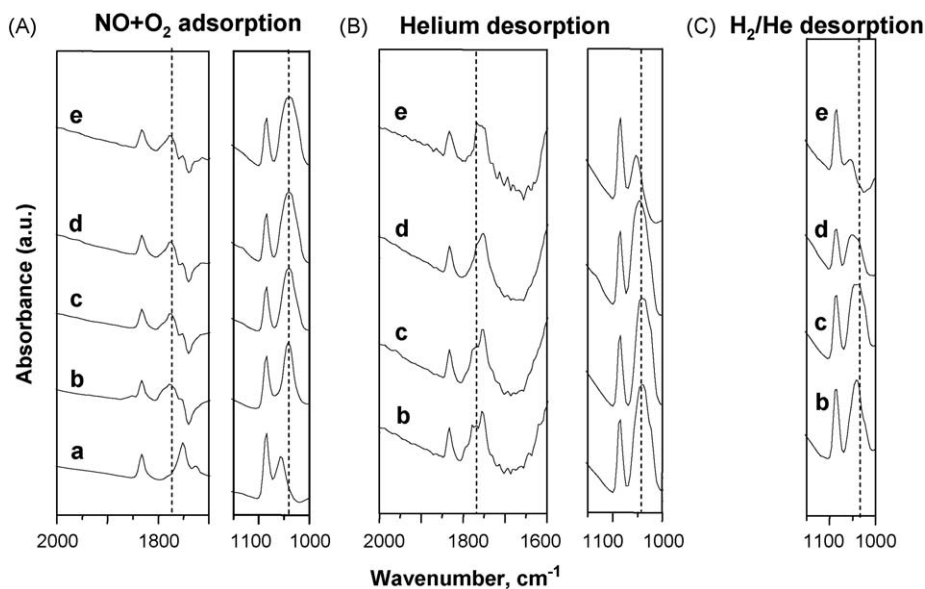 (A) NO+O₂ adsorption (B) Helium desorption (C) H₂/He desorption
e e e
d d d
c c c
b b b
a
Absorbance (a.u.)
2000 1800 1100 1000 2000 1800 1600 1100 1000 1100 1000
Wavenumber, cm⁻¹